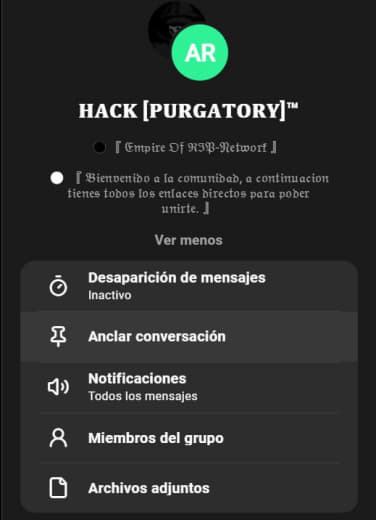 AR
HACK [PURGATORY]™
『 𝔈𝔪𝔭𝔦𝔯𝔢 𝔒𝔣 ℜℑ𝔓-𝔑𝔢𝔱𝔴𝔬𝔯𝔨 』
『 𝔅𝔦𝔢𝔫𝔳𝔢𝔫𝔦𝔡𝔬 𝔞 𝔩𝔞 𝔠𝔬𝔪𝔲𝔫𝔦𝔡𝔞𝔡, 𝔞 𝔠𝔬𝔫𝔱𝔦𝔫𝔲𝔞𝔠𝔦𝔬𝔫
𝔱𝔦𝔢𝔫𝔢𝔰 𝔱𝔬𝔡𝔬𝔰 𝔩𝔬𝔰 𝔢𝔫𝔩𝔞𝔠𝔢𝔰 𝔡𝔦𝔯𝔢𝔠𝔱𝔬𝔰 𝔭𝔞𝔯𝔞 𝔭𝔬𝔡𝔢𝔯
𝔲𝔫𝔦𝔯𝔱𝔢. 』
Ver menos
Desaparición de mensajes
Inactivo
Anclar conversación
Notificaciones
Todos los mensajes
Miembros del grupo
Archivos adjuntos